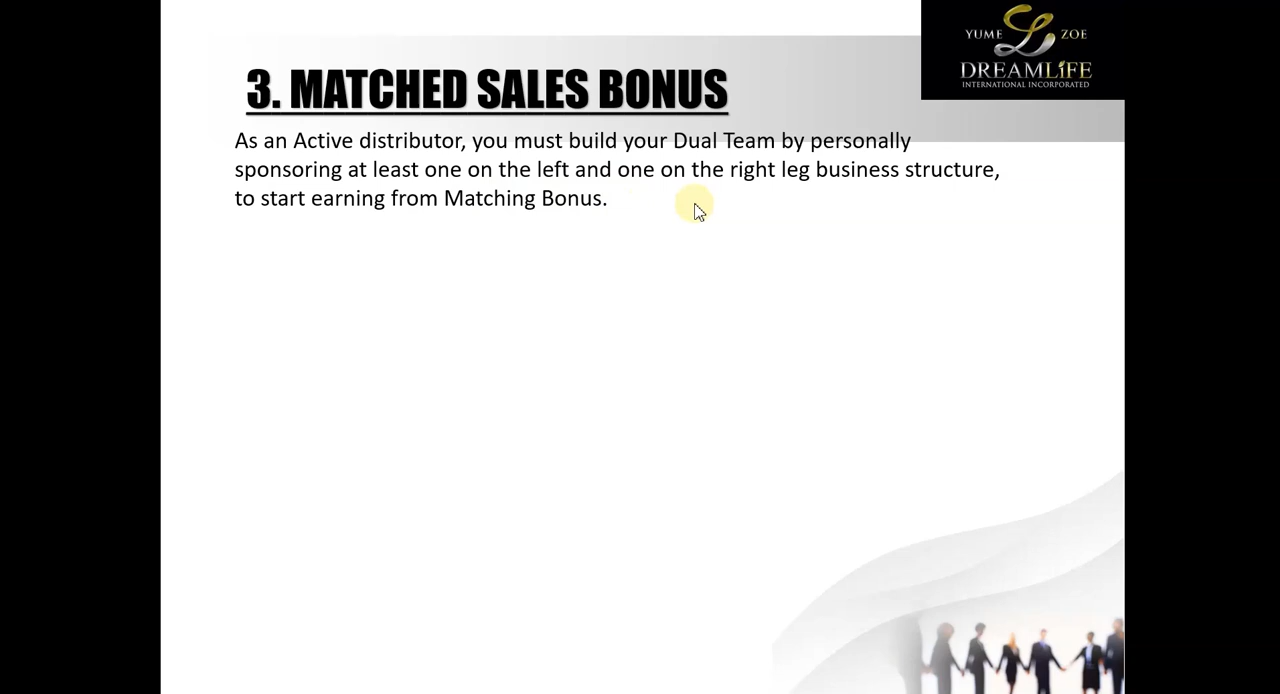 YUME ZOE
DREAMLIFE
INTERNATIONAL INCORPORATED
3. MATCHED SALES BONUS
As an Active distributor, you must build your Dual Team by personally
sponsoring at least one on the left and one on the right leg business structure,
to start earning from Matching Bonus.